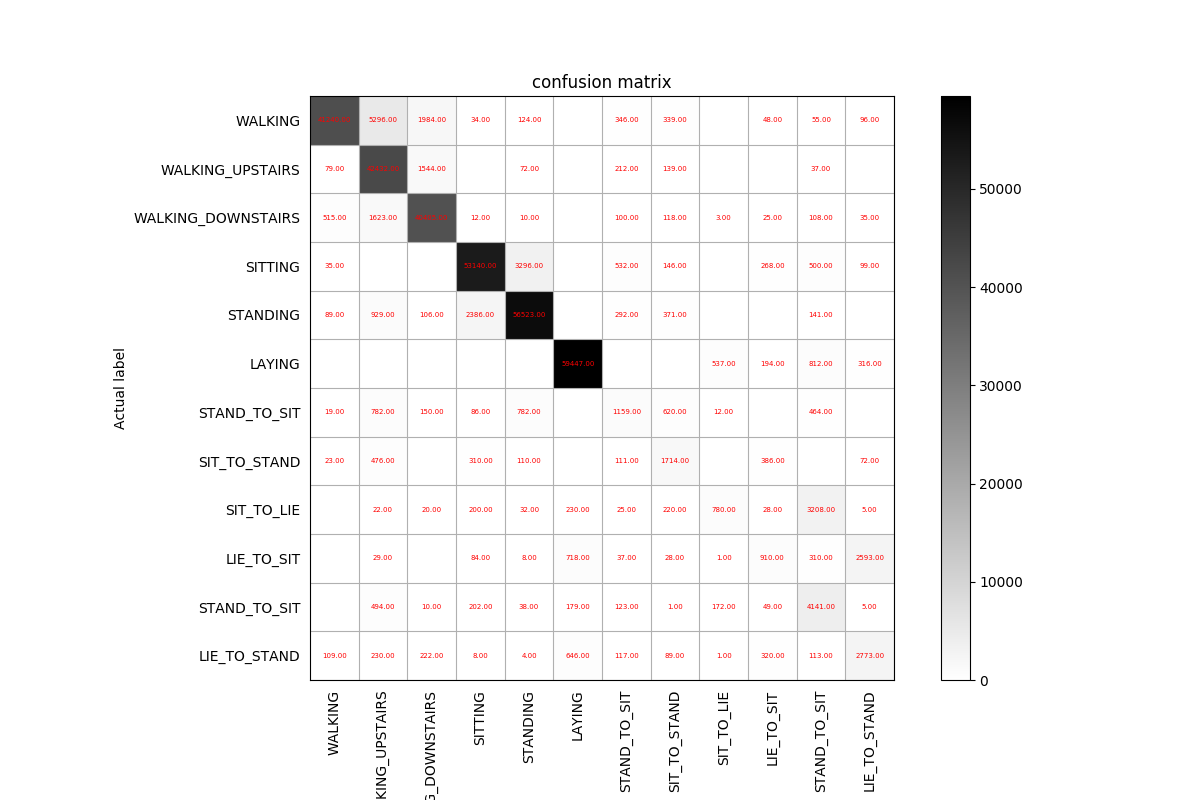 confusion matrix
WALKING 5296.00 1984.00 34.00 124.00 346.00 339.00 48.00 55.00 96.00
WALKING_UPSTAIRS 79.00 1544.00 72.00 212.00 139.00 37.00
WALKING_DOWNSTAIRS 515.00 1623.00 12.00 10.00 100.00 118.00 3.00 25.00 108.00 35.00
SITTING 35.00 53140.00 3296.00 532.00 146.00 268.00 500.00 99.00
STANDING 89.00 929.00 106.00 2386.00 56523.00 292.00 371.00 141.00
LAYING 59447.00 537.00 194.00 812.00 316.00
STAND_TO_SIT 19.00 782.00 150.00 86.00 782.00 1159.00 620.00 12.00 464.00
SIT_TO_STAND 23.00 476.00 310.00 110.00 111.00 1714.00 386.00 72.00
SIT_TO_LIE 22.00 20.00 200.00 32.00 230.00 25.00 220.00 780.00 28.00 3208.00 5.00
LIE_TO_SIT 29.00 84.00 8.00 718.00 37.00 28.00 1.00 910.00 310.00 2593.00
STAND_TO_SIT 494.00 10.00 202.00 38.00 179.00 123.00 1.00 172.00 49.00 4141.00 5.00
LIE_TO_STAND 109.00 230.00 222.00 8.00 4.00 646.00 117.00 89.00 1.00 320.00 113.00 2773.00
Actual label
WALKING
KING_UPSTAIRS
G_DOWNSTAIRS
SITTING
STANDING
LAYING
STAND_TO_SIT
SIT_TO_STAND
SIT_TO_LIE
LIE_TO_SIT
STAND_TO_SIT
LIE_TO_STAND
50000
40000
30000
20000
10000
0